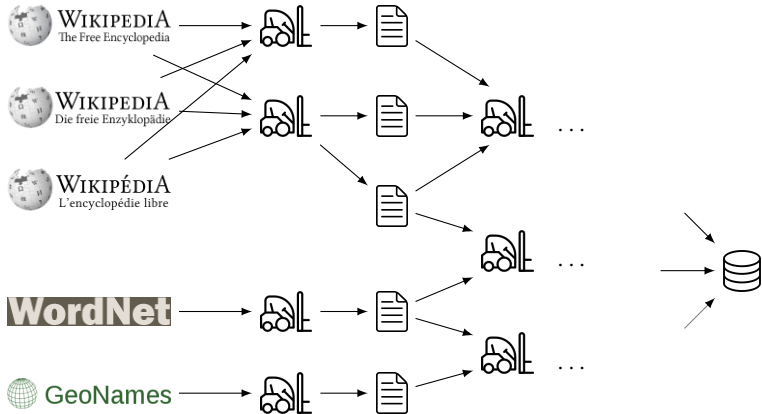 WIKIPEDIA
The Free Encyclopedia
WIKIPEDIA
Die freie Enzyklopädie
WIKIPÉDIA
L'encyclopédie libre
...
...
WordNet
...
GeoNames